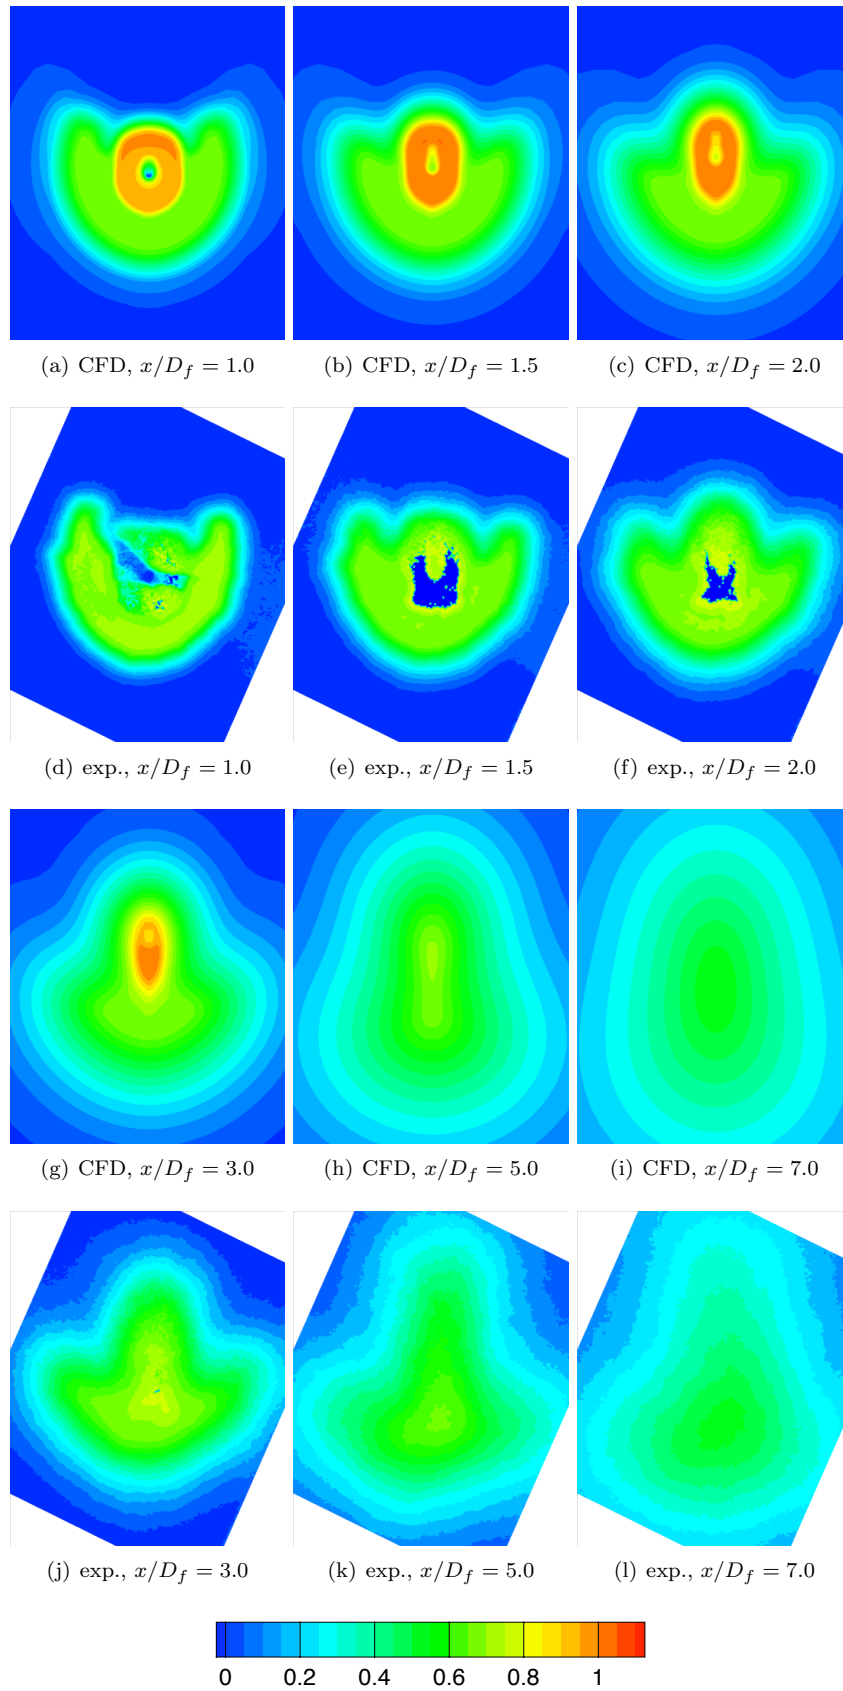 (a) CFD, x/D_f = 1.0
(b) CFD, x/D_f = 1.5
(c) CFD, x/D_f = 2.0
(d) exp., x/D_f = 1.0
(e) exp., x/D_f = 1.5
(f) exp., x/D_f = 2.0
(g) CFD, x/D_f = 3.0
(h) CFD, x/D_f = 5.0
(i) CFD, x/D_f = 7.0
(j) exp., x/D_f = 3.0
(k) exp., x/D_f = 5.0
(l) exp., x/D_f = 7.0
0 0.2 0.4 0.6 0.8 1